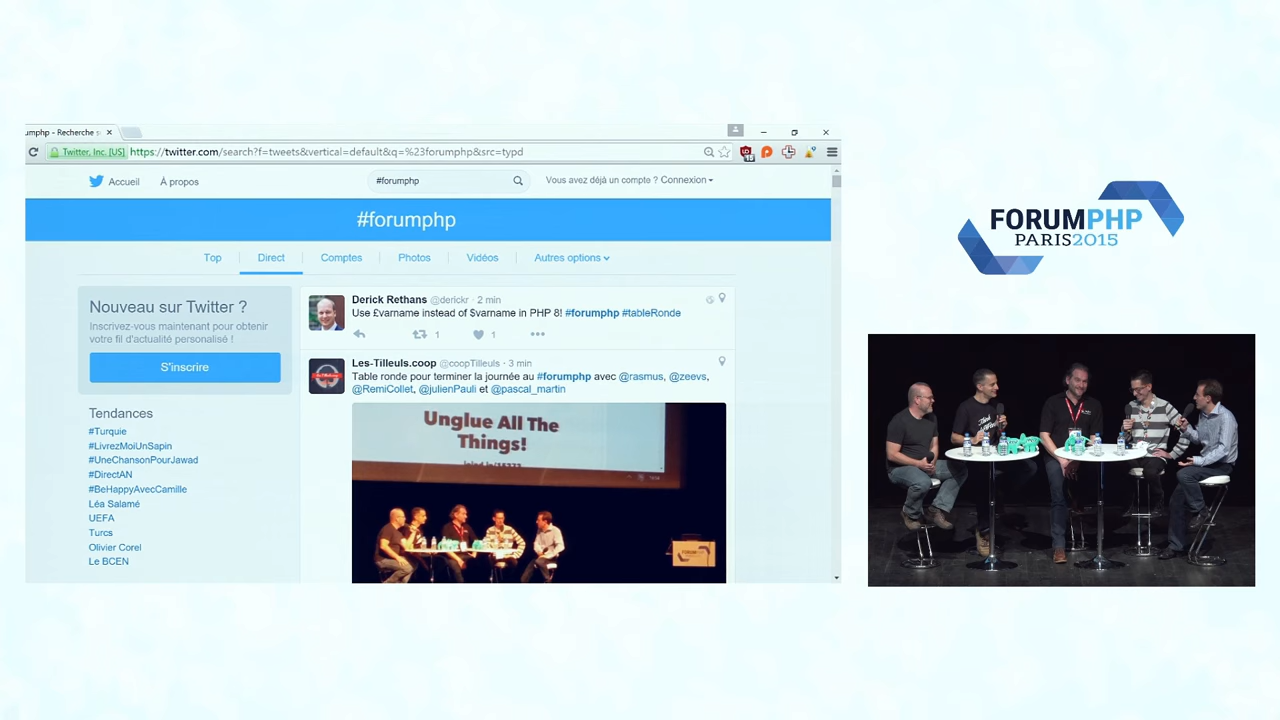 umphp - Recherche s
Twitter, Inc. [US] https://twitter.com/search?f=tweets&vertical=default&q=%23forumphp&src=typd
Accueil À propos #forumphp Vous avez déjà un compte ? Connexion
#forumphp
Top Direct Comptes Photos Vidéos Autres options
Nouveau sur Twitter ?
Inscrivez-vous maintenant pour obtenir
votre fil d'actualité personalisé !
S'inscrire
Tendances
#Turquie
#LivrezMoiUnSapin
#UneChansonPourJawad
#DirectAN
#BeHappyAvecCamille
Léa Salamé
UEFA
Turcs
Olivier Corel
Le BCEN
Derick Rethans @derickr · 2 min
Use £varname instead of $varname in PHP 8! #forumphp #tableRonde
1 1
Les-Tilleuls.coop @coopTilleuls · 3 min
Table ronde pour terminer la journée au #forumphp avec @rasmus, @zeevs,
@RemiCollet, @julienPauli et @pascal_martin
Unglue All The
Things!
FORUMPHP
FORUMPHP
PARIS2015